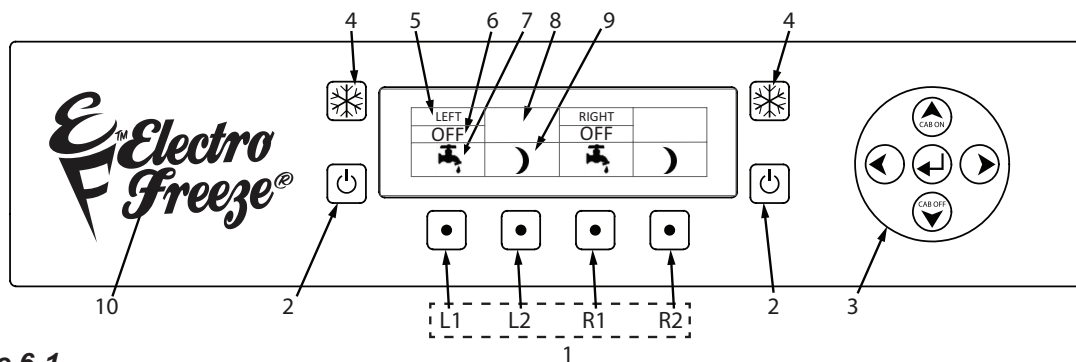 4 5 6 7 8 9 4
LEFT RIGHT
OFF OFF
CAB ON
E F ™ Electro
Freeze®
CAB OFF
10 2 L1 L2 R1 R2 2 3
1
6-1